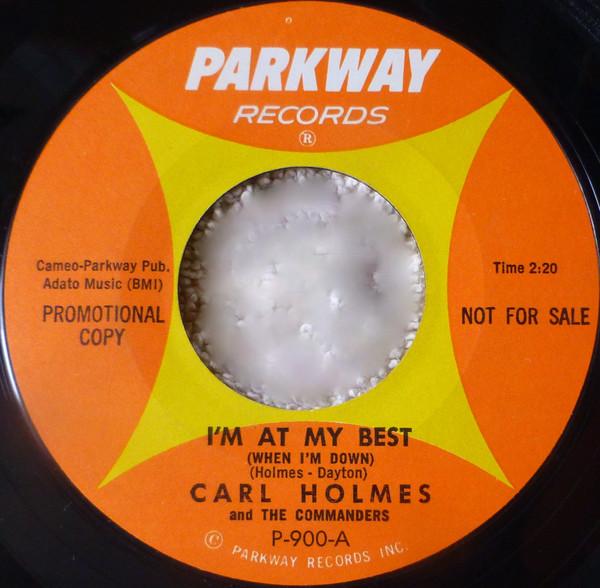 PARKWAY
RECORDS
®
Cameo-Parkway Pub.
Adato Music (BMI)
PROMOTIONAL
COPY
Time 2:20
NOT FOR SALE
I'M AT MY BEST
(WHEN I'M DOWN)
(Holmes - Dayton)
CARL HOLMES
and THE COMMANDERS
P-900-A
© PARKWAY RECORDS INC.